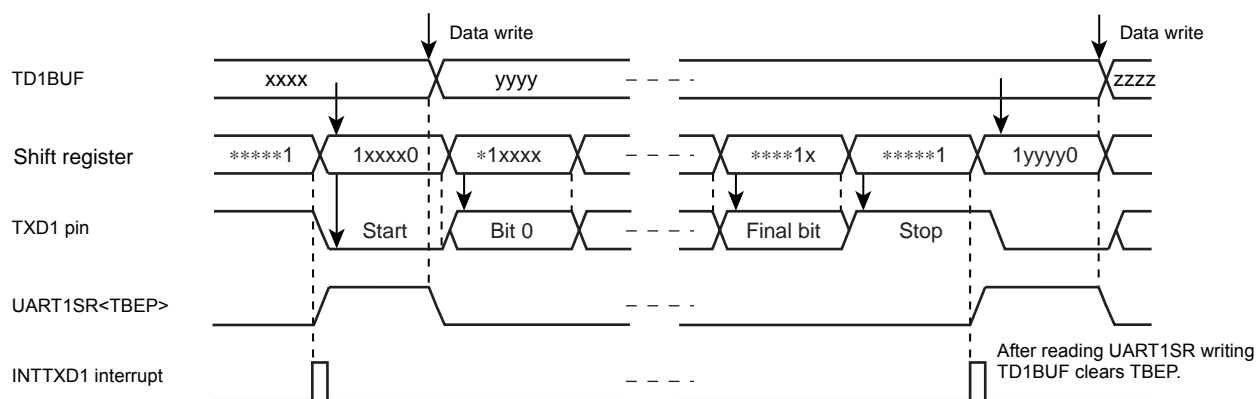 Data write Data write
TD1BUF xxxx yyyy zzzz
Shift register *****1 1xxxx0 *1xxxx ****1x *****1 1yyyy0
TXD1 pin Start Bit 0 Final bit Stop
UART1SR<TBEP>
After reading UART1SR writing
INTTXD1 interrupt TD1BUF clears TBEP.